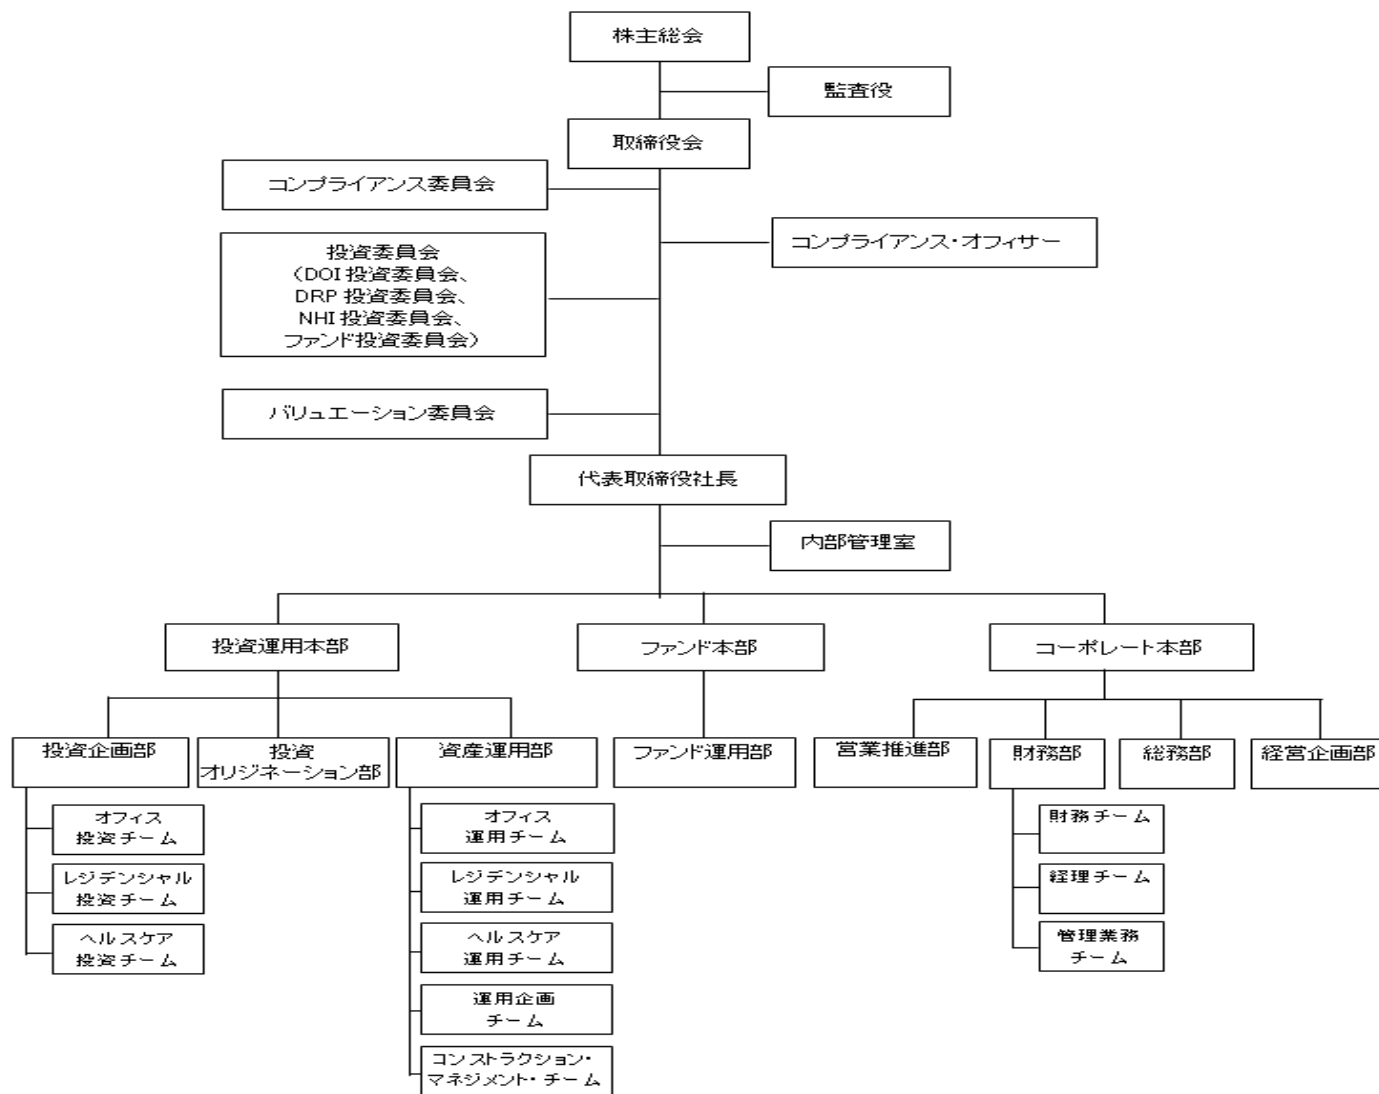 株主総会
監査役
取締役会
コンプライアンス委員会
コンプライアンス・オフィサー
投資委員会
（DOI 投資委員会、
DRP 投資委員会、
NHI 投資委員会、
ファンド投資委員会）
バリュエーション委員会
代表取締役社長
内部管理室
投資運用本部
ファンド本部
コーポレート本部
投資企画部
投資
オリジネーション部
資産運用部
ファンド運用部
営業推進部
財務部
総務部
経営企画部
オフィス
投資チーム
レジデンシャル
投資チーム
ヘルスケア
投資チーム
オフィス
運用チーム
レジデンシャル
運用チーム
ヘルスケア
運用チーム
運用企画
チーム
コンストラクション・
マネジメント・チーム
財務チーム
経理チーム
管理業務
チーム